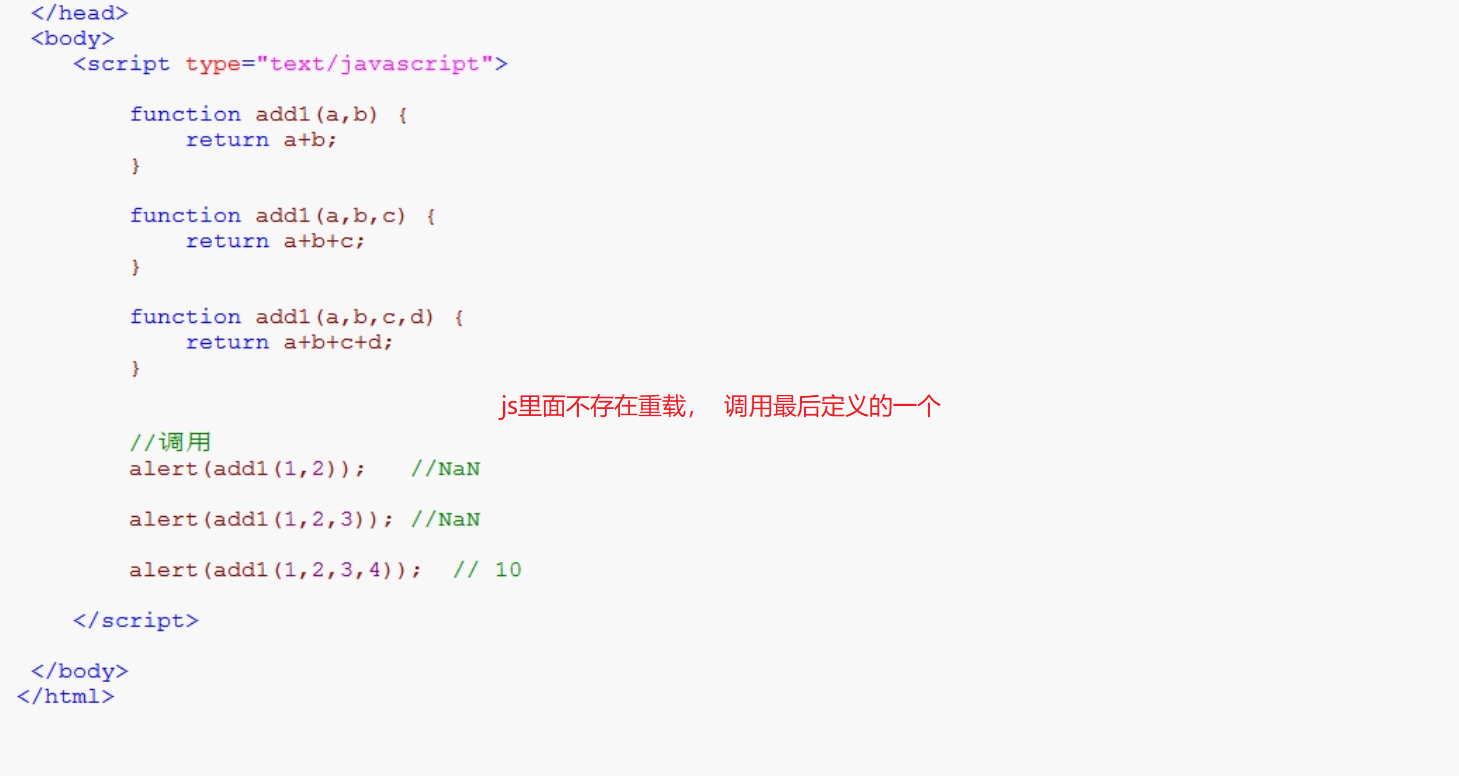 </head>
<body>
<script type="text/javascript">
function add1(a,b) {
return a+b;
}
function add1(a,b,c) {
return a+b+c;
}
function add1(a,b,c,d) {
return a+b+c+d;
}
js里面不存在重载， 调用最后定义的一个
//调用
alert(add1(1,2)); //NaN
alert(add1(1,2,3)); //NaN
alert(add1(1,2,3,4)); // 10
</script>
</body>
</html>